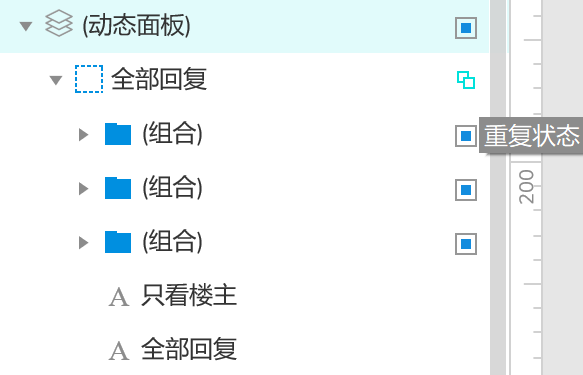 (动态面板)
全部回复
(组合)
重复状态
(组合)
200
(组合)
只看楼主
全部回复